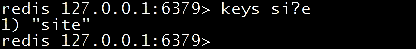 redis 127.0.0.1:6379> keys si?e
1) "site"
redis 127.0.0.1:6379>